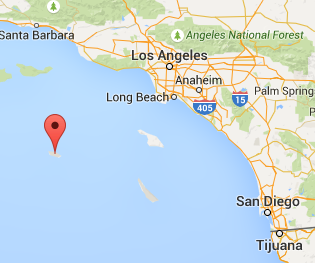 Santa Barbara
Angeles National Forest
Los Angeles
Anaheim
Palm Spring
Long Beach
405
15
San Diego
Tijuana